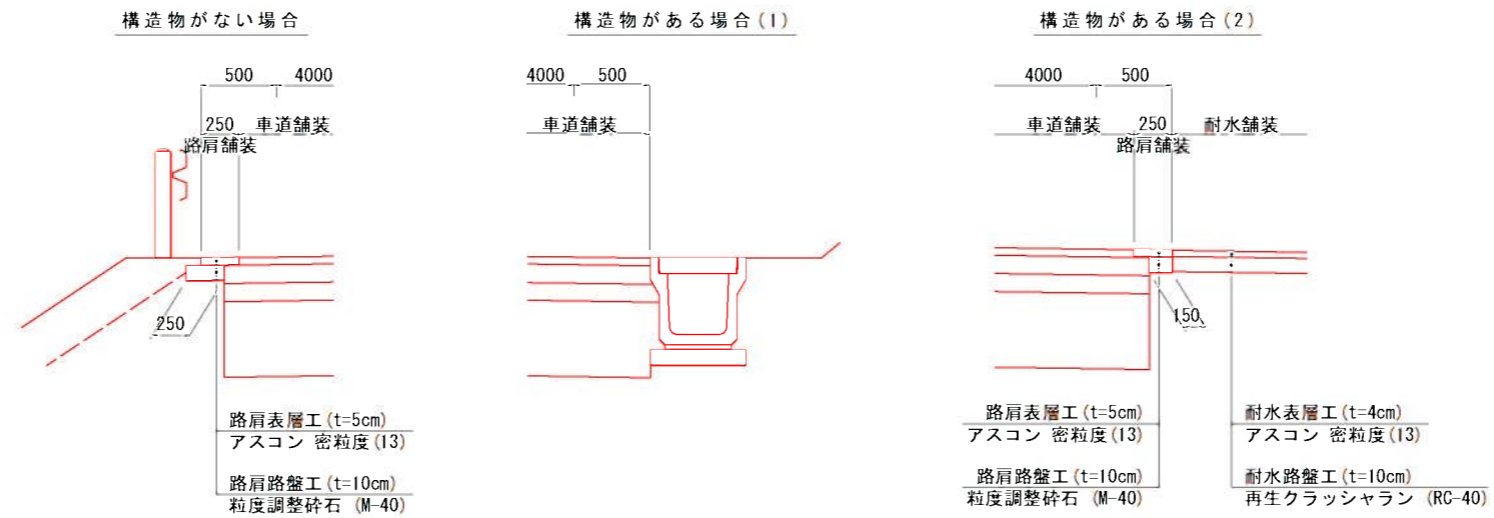 構造物がない場合
500 4000
250 車道舗装
路肩舗装
250
路肩表層工(t=5cm)
アスコン 密粒度(13)
路肩路盤工(t=10cm)
粒度調整砕石 (M-40)
構造物がある場合(1)
4000 500
車道舗装
構造物がある場合(2)
4000 500
車道舗装 250 耐水舗装
路肩舗装
150
路肩表層工(t=5cm)
アスコン 密粒度(13)
路肩路盤工(t=10cm)
粒度調整砕石 (M-40)
耐水表層工(t=4cm)
アスコン 密粒度(13)
耐水路盤工(t=10cm)
再生クラッシャラン (RC-40)